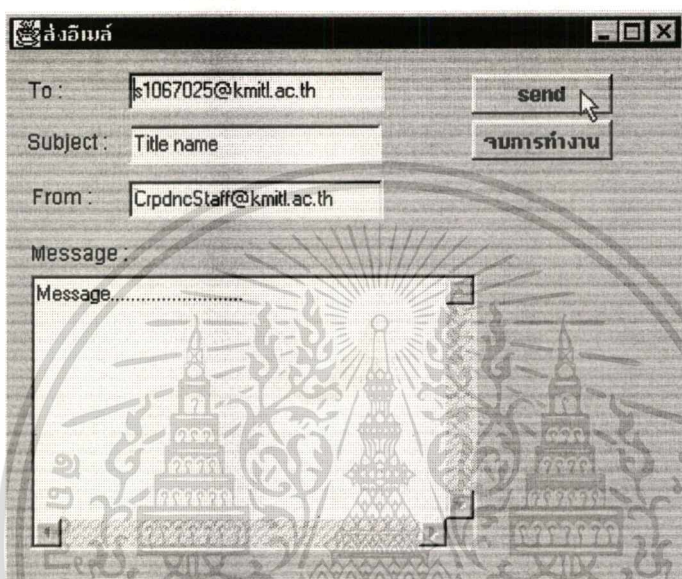 ส่งอีเมล์
To : s1067025@kmitl.ac.th send
Subject : Title name จบการทำงาน
From : CrpdncStaff@kmitl.ac.th
Message :
Message..........................